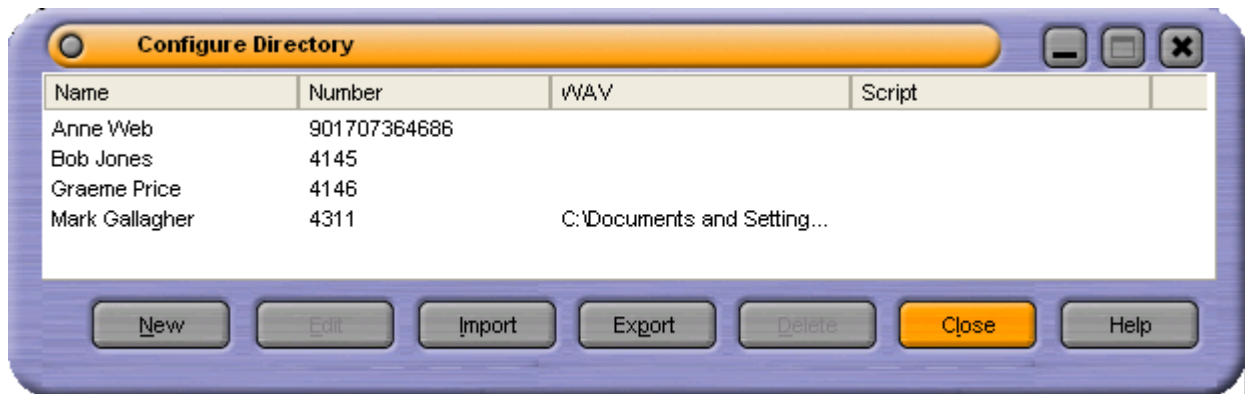 Configure Directory
Name Number WAV Script
Anne Web 901707364686
Bob Jones 4145
Graeme Price 4146
Mark Gallagher 4311 C:\Documents and Setting...
New Edit Import Export Delete Close Help